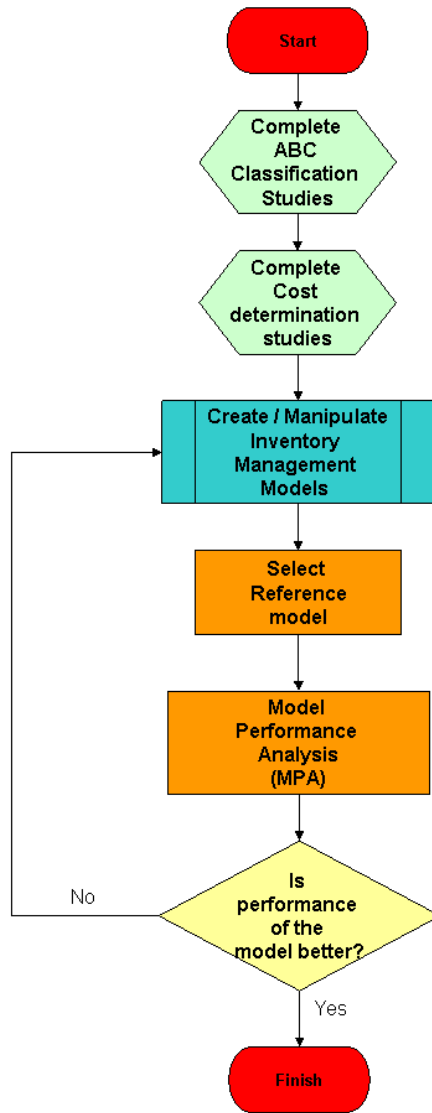 Start
Complete
ABC
Classification
Studies
Complete
Cost
determination
studies
Create / Manipulate
Inventory
Management
Models
Select
Reference
model
Model
Performance
Analysis
(MPA)
Is
performance
of the
model better?
No
Yes
Finish